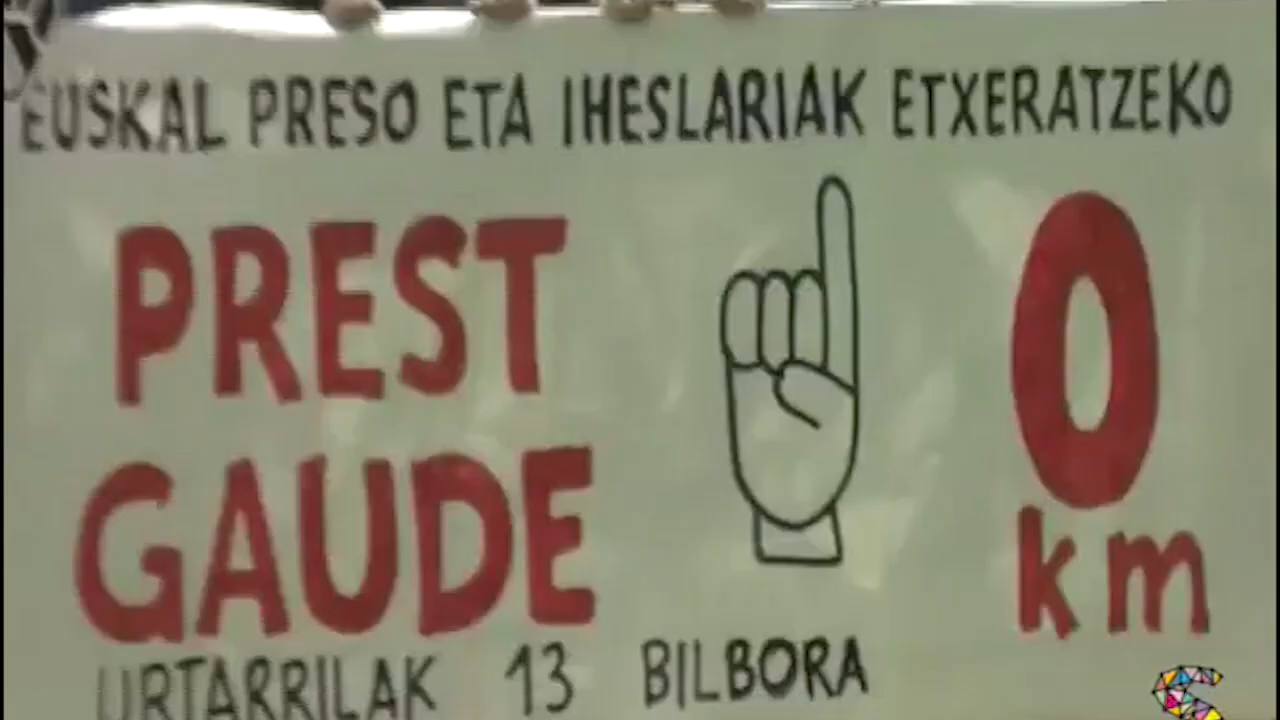 EUSKAL PRESO ETA IHESLARIAK ETXERATZEKO
PREST
GAUDE
0
km
URTARRILAK 13 BILBORA